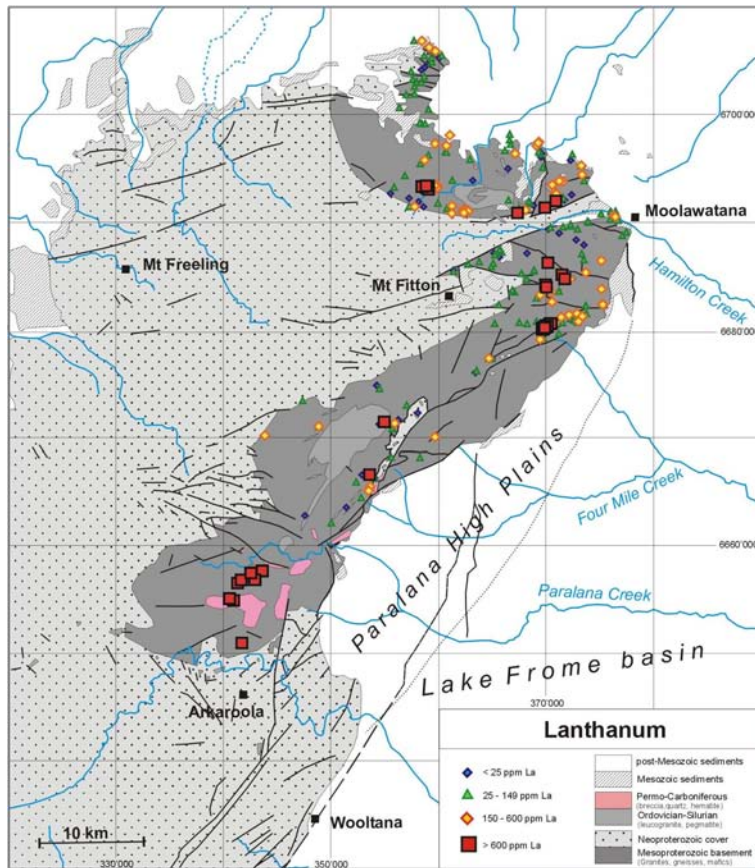 6700'000
Moolawatana
Mt Freeling
Mt Fitton
Hamilton Creek
6680'000
Paralana High Plains
Four Mile Creek
6660'000
Paralana Creek
Lake Frome basin
370'000
Arkaroola
Wooltana
10 km
330'000
350'000
Lanthanum
< 25 ppm La
25 - 149 ppm La
150 - 600 ppm La
> 600 ppm La
post-Mesozoic sediments
Mesozoic sediments
Permo-Carboniferous
(breccia,quartz, hematite)
Ordovician-Silurian
(leucogranite, pegmatite)
Neoproterozoic cover
Mesoproterozoic basement
(Granites, gneisses, mafics)